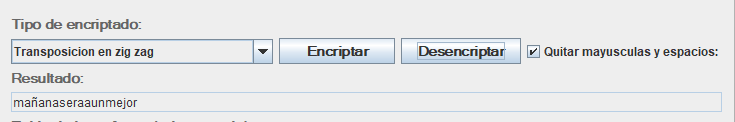 Tipo de encriptado:
Transposicion en zig zag Encriptar Desencriptar Quitar mayusculas y espacios:
Resultado:
mañanaseraaunmejor